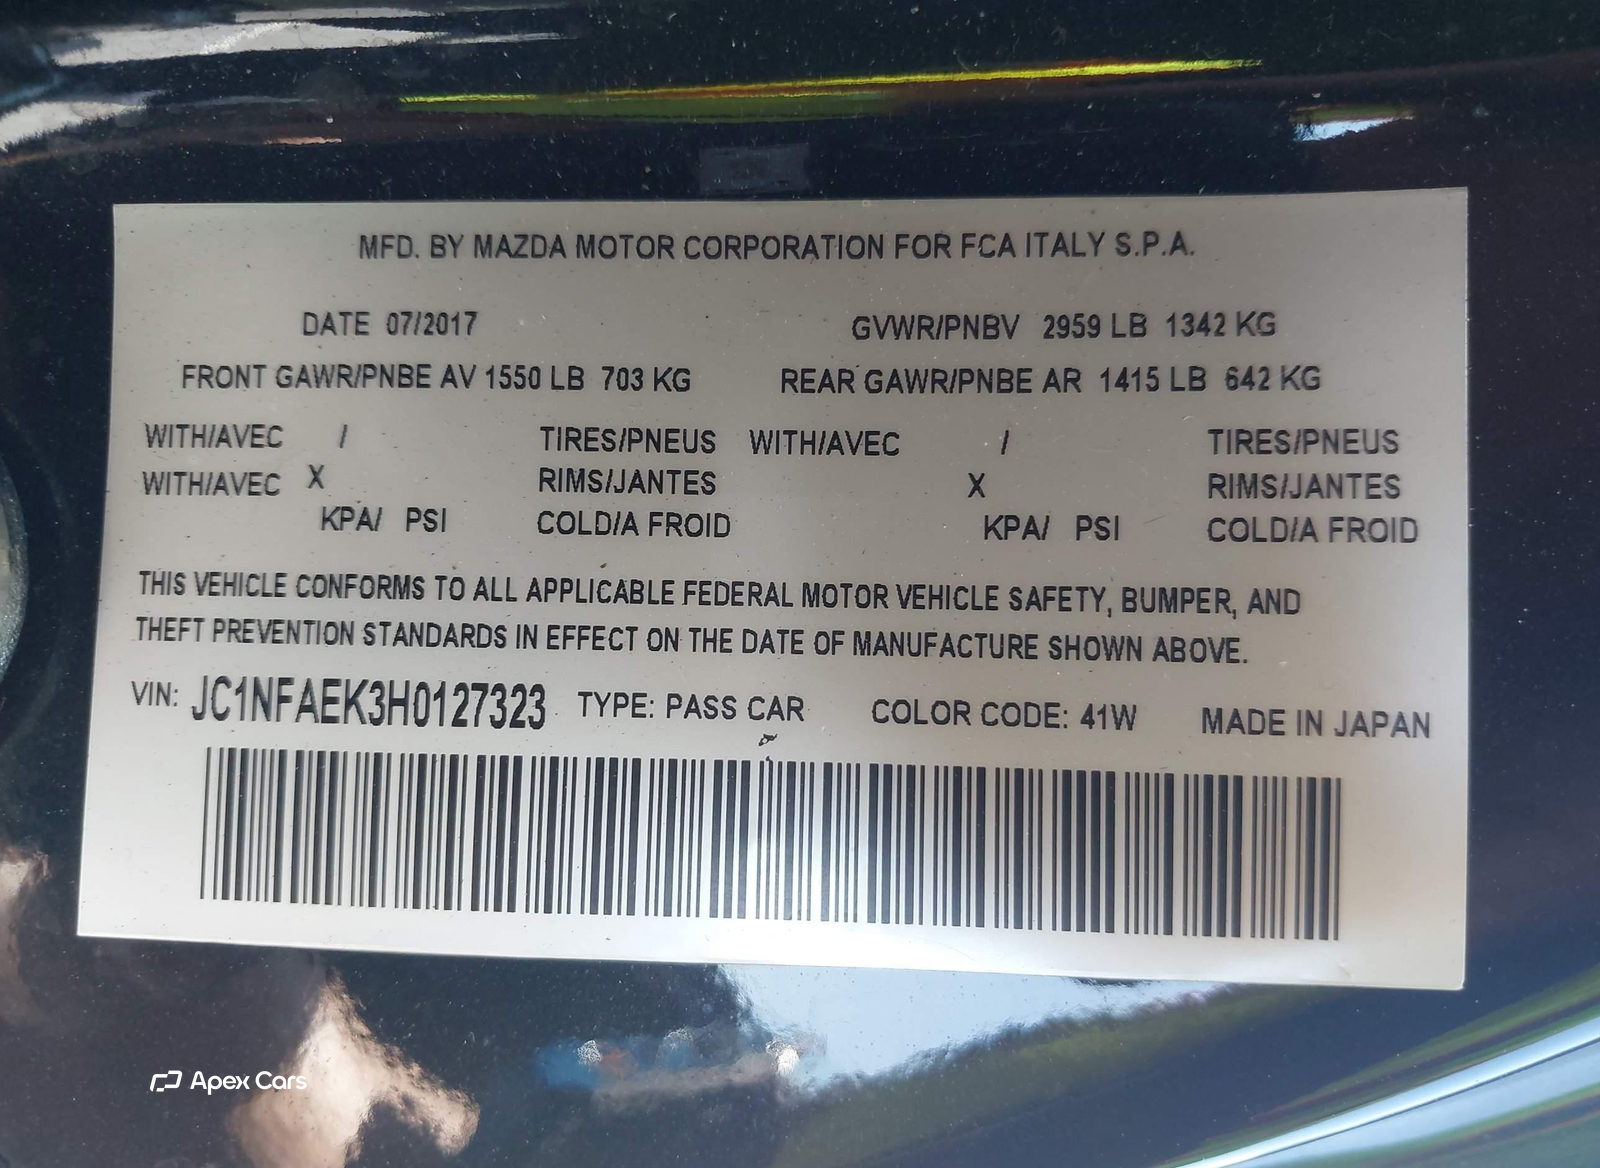 MFD. BY MAZDA MOTOR CORPORATION FOR FCA ITALY S.P.A.
DATE 07/2017 GVWR/PNBV 2959 LB 1342 KG
FRONT GAWR/PNBE AV 1550 LB 703 KG REAR GAWR/PNBE AR 1415 LB 642 KG
WITH/AVEC / TIRES/PNEUS WITH/AVEC / TIRES/PNEUS
WITH/AVEC X RIMS/JANTES X RIMS/JANTES
KPA/ PSI COLD/A FROID KPA/ PSI COLD/A FROID
THIS VEHICLE CONFORMS TO ALL APPLICABLE FEDERAL MOTOR VEHICLE SAFETY, BUMPER, AND
THEFT PREVENTION STANDARDS IN EFFECT ON THE DATE OF MANUFACTURE SHOWN ABOVE.
VIN: JC1NFAEK3H0127323 TYPE: PASS CAR COLOR CODE: 41W MADE IN JAPAN
Apex Cars